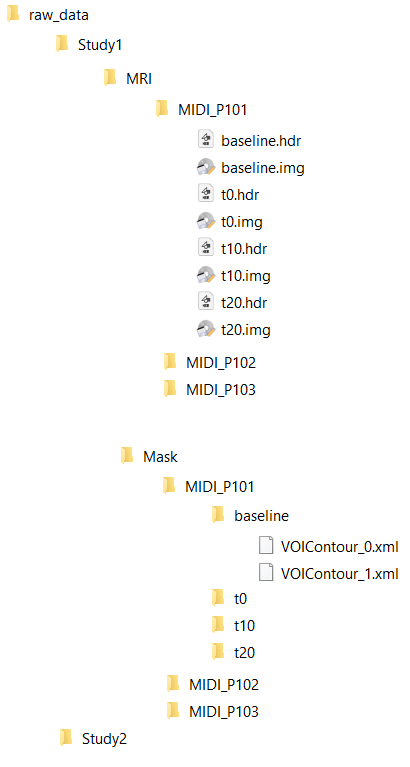 raw_data
Study1
MRI
MIDI_P101
baseline.hdr
baseline.img
t0.hdr
t0.img
t10.hdr
t10.img
t20.hdr
t20.img
MIDI_P102
MIDI_P103
Mask
MIDI_P101
baseline
VOIContour_0.xml
VOIContour_1.xml
t0
t10
t20
MIDI_P102
MIDI_P103
Study2